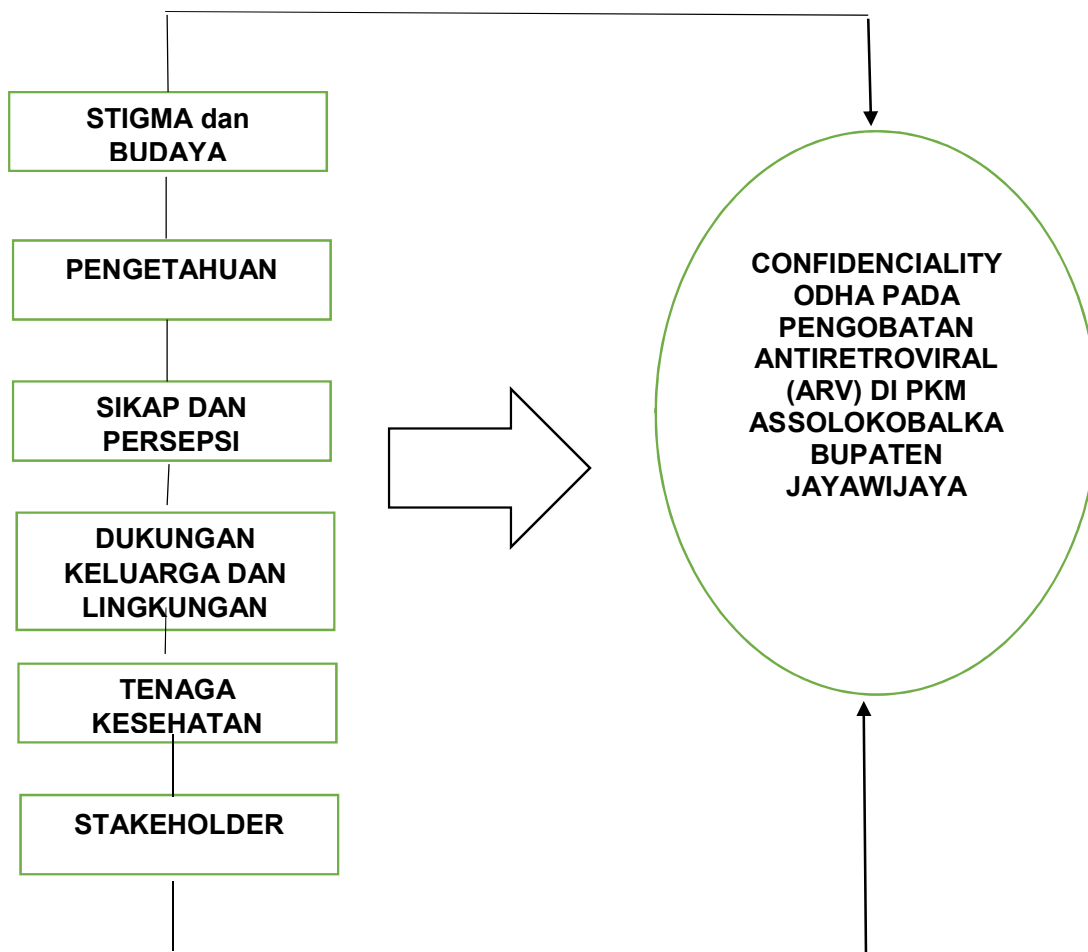 STIGMA dan
BUDAYA
PENGETAHUAN
SIKAP DAN
PERSEPSI
DUKUNGAN
KELUARGA DAN
LINGKUNGAN
TENAGA
KESEHATAN
STAKEHOLDER
CONFIDENCIALITY
ODHA PADA
PENGOBATAN
ANTIRETROVIRAL
(ARV) DI PKM
ASSOLOKOBALKA
BUPATEN
JAYAWIJAYA